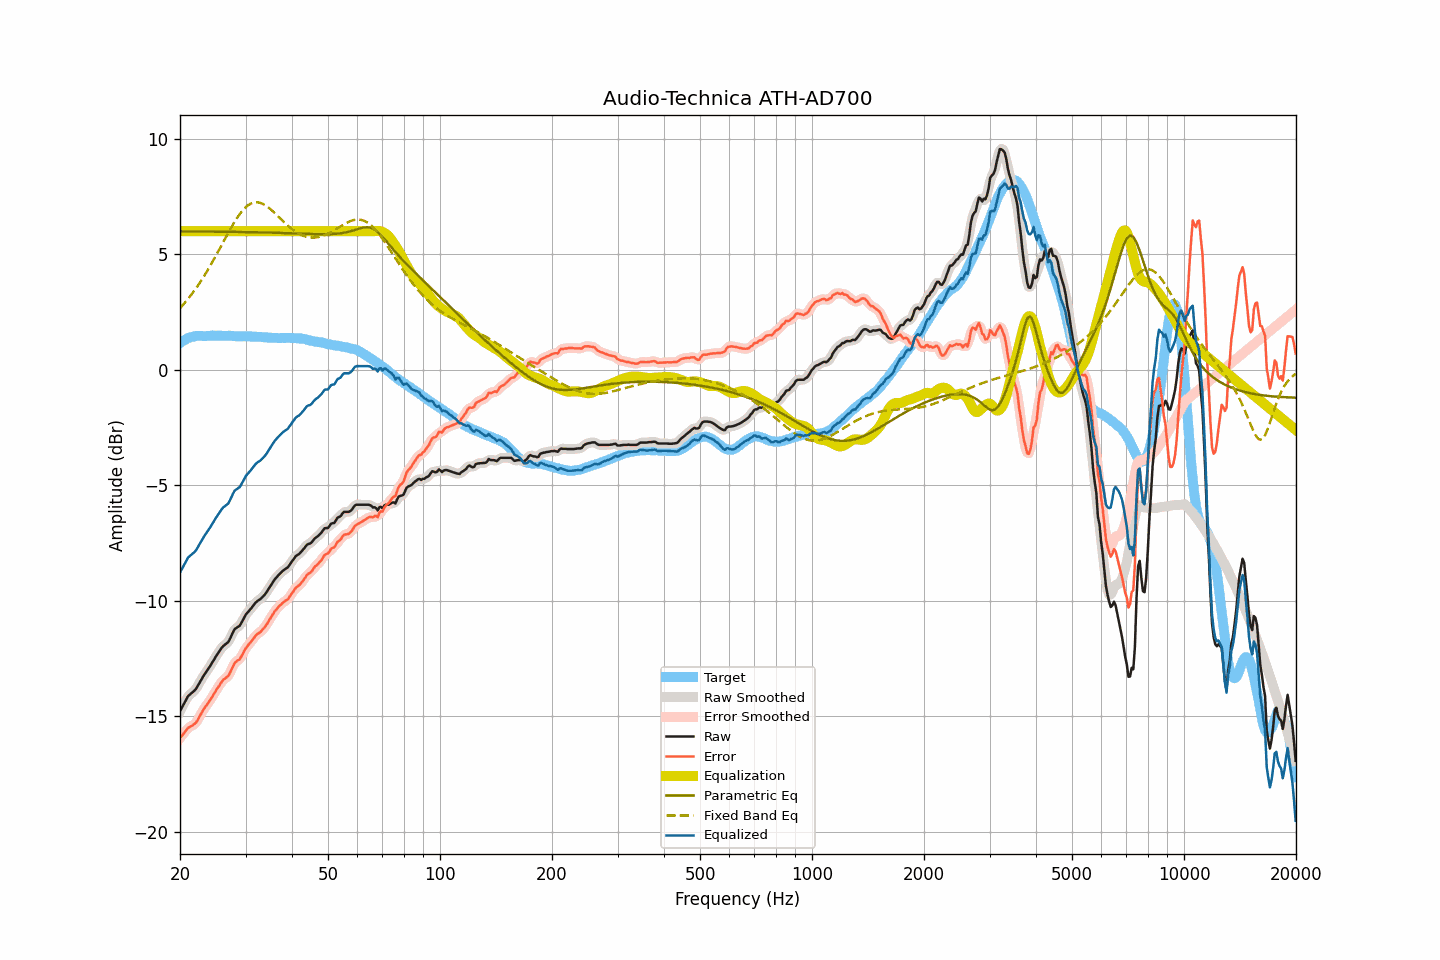 Audio-Technica ATH-AD700
10
5
0
−5
−10
−15
−20
Amplitude (dBr)
Target
Raw Smoothed
Error Smoothed
Raw
Error
Equalization
Parametric Eq
Fixed Band Eq
Equalized
20 50 100 200 500 1000 2000 5000 10000 20000
Frequency (Hz)